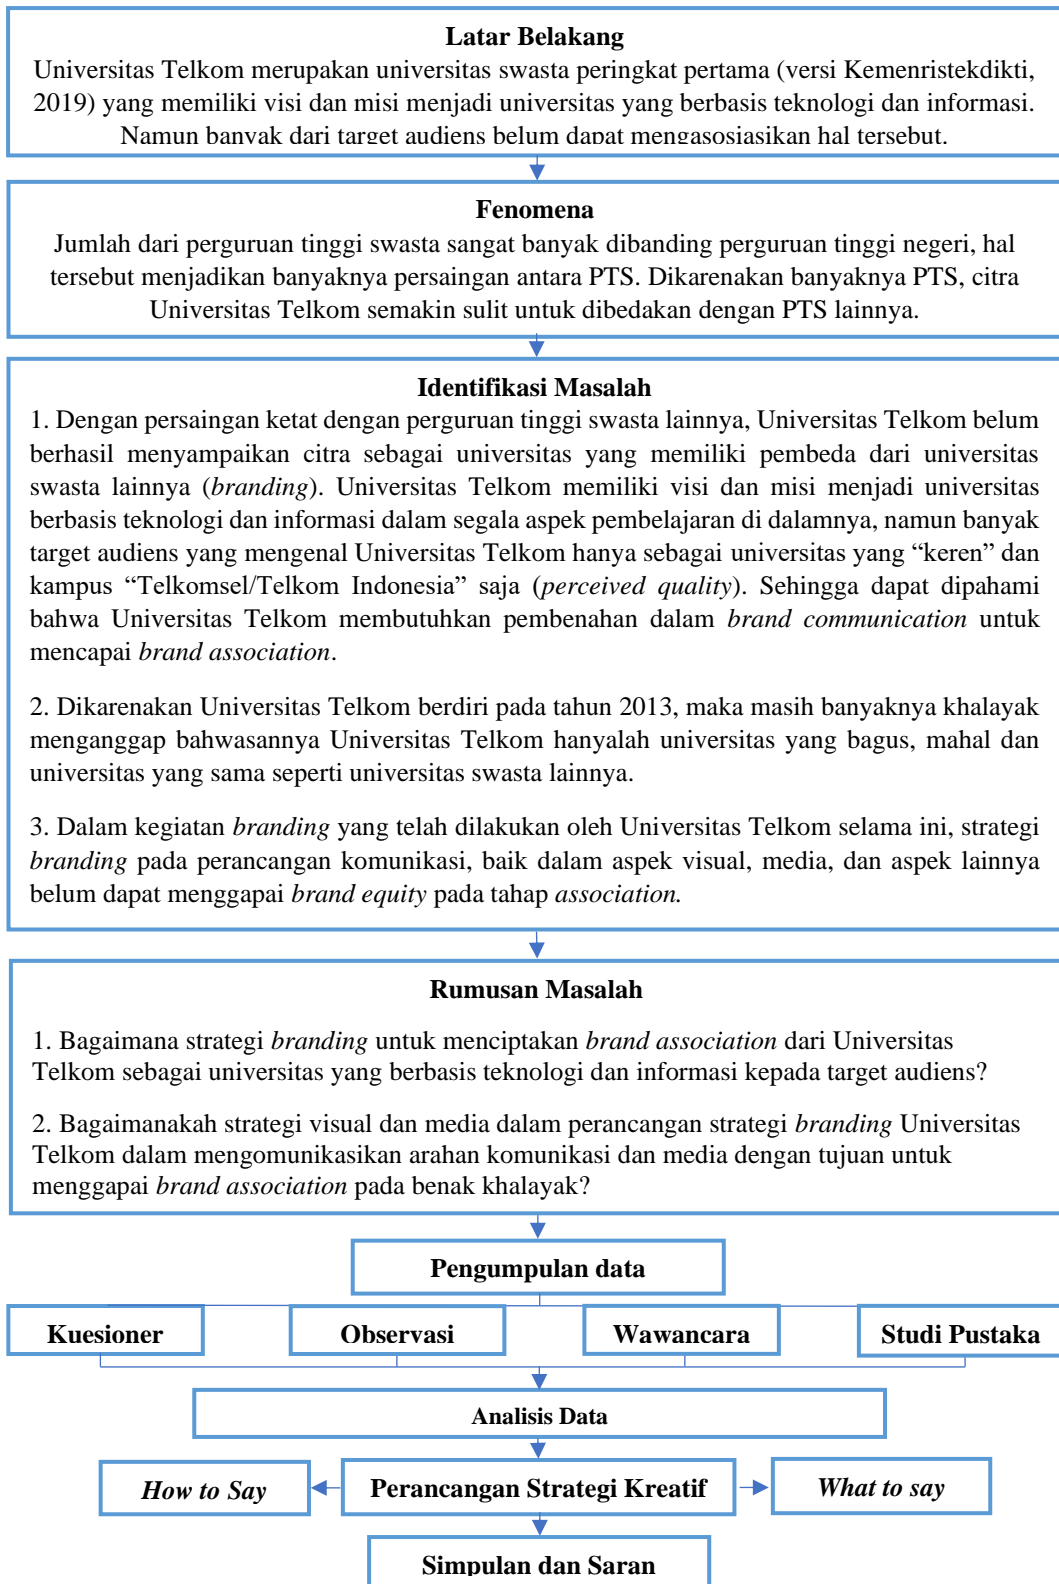 Latar Belakang
Universitas Telkom merupakan universitas swasta peringkat pertama (versi Kemenristekdikti,
2019) yang memiliki visi dan misi menjadi universitas yang berbasis teknologi dan informasi.
Namun banyak dari target audiens belum dapat mengasosiasikan hal tersebut.
Fenomena
Jumlah dari perguruan tinggi swasta sangat banyak dibanding perguruan tinggi negeri, hal
tersebut menjadikan banyaknya persaingan antara PTS. Dikarenakan banyaknya PTS, citra
Universitas Telkom semakin sulit untuk dibedakan dengan PTS lainnya.
Identifikasi Masalah
1. Dengan persaingan ketat dengan perguruan tinggi swasta lainnya, Universitas Telkom belum
berhasil menyampaikan citra sebagai universitas yang memiliki pembeda dari universitas
swasta lainnya (branding). Universitas Telkom memiliki visi dan misi menjadi universitas
berbasis teknologi dan informasi dalam segala aspek pembelajaran di dalamnya, namun banyak
target audiens yang mengenal Universitas Telkom hanya sebagai universitas yang “keren” dan
kampus “Telkomsel/Telkom Indonesia” saja (perceived quality). Sehingga dapat dipahami
bahwa Universitas Telkom membutuhkan pembenahan dalam brand communication untuk
mencapai brand association.
2. Dikarenakan Universitas Telkom berdiri pada tahun 2013, maka masih banyaknya khalayak
menganggap bahwasannya Universitas Telkom hanyalah universitas yang bagus, mahal dan
universitas yang sama seperti universitas swasta lainnya.
3. Dalam kegiatan branding yang telah dilakukan oleh Universitas Telkom selama ini, strategi
branding pada perancangan komunikasi, baik dalam aspek visual, media, dan aspek lainnya
belum dapat menggapai brand equity pada tahap association.
Rumusan Masalah
1. Bagaimana strategi branding untuk menciptakan brand association dari Universitas
Telkom sebagai universitas yang berbasis teknologi dan informasi kepada target audiens?
2. Bagaimanakah strategi visual dan media dalam perancangan strategi branding Universitas
Telkom dalam mengomunikasikan arahan komunikasi dan media dengan tujuan untuk
menggapai brand association pada benak khalayak?
Pengumpulan data
Kuesioner
Observasi
Wawancara
Studi Pustaka
Analisis Data
How to Say
Perancangan Strategi Kreatif
What to say
Simpulan dan Saran